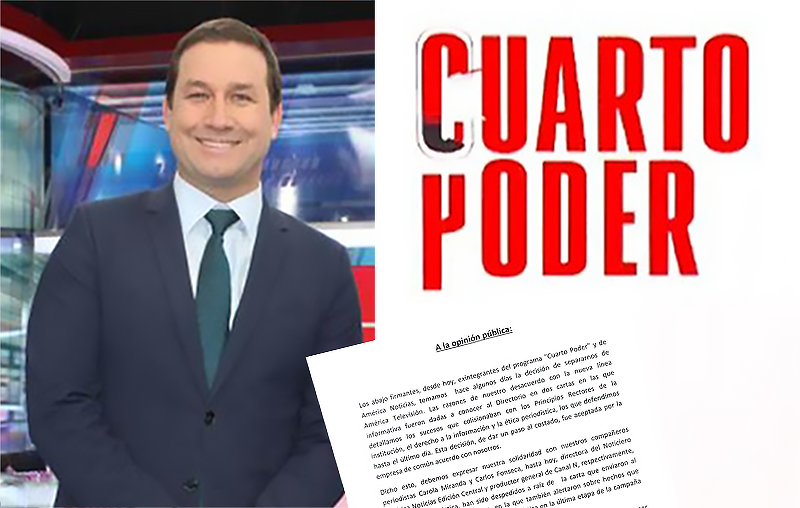 CUARTO
PODER
A la opinión pública:
Los abajo firmantes, desde hoy, exintegrantes del programa "Cuarto Poder" y de
América Noticias, tomamos hace algunos días la decisión de separarnos de
América Televisión. Las razones de nuestro desacuerdo con la nueva línea
informativa fueron dadas a conocer al Directorio en dos cartas en las que
detallamos los sucesos que colisionaban con los Principios Rectores de la
institución, el derecho a la información y la ética periodística, los que defendimos
hasta el último día. Esta decisión, de dar un paso al costado, fue aceptada por la
empresa de común acuerdo con nosotros.
Dicho esto, debemos expresar nuestra solidaridad con nuestros compañeros
periodistas Carola Miranda y Carlos Fonseca, hasta hoy, directora del Noticiero
Noticias Edición Central y productor general de Canal N, respectivamente,
han sido despedidos a raíz de la carta que enviaron al
en la que también alertaron sobre hechos que
en la última etapa de la campaña